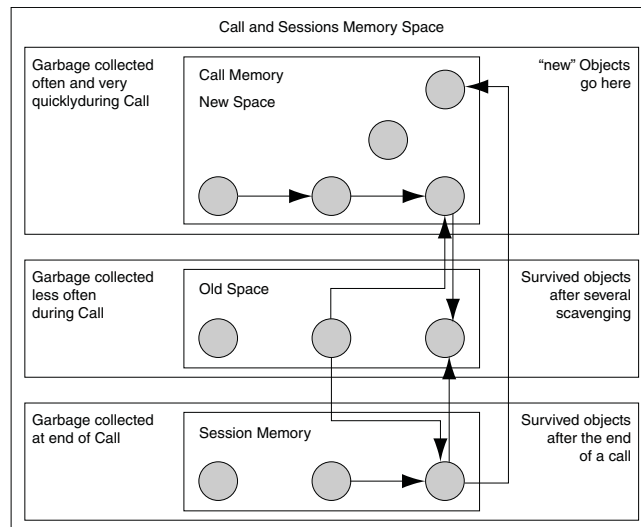 Call and Sessions Memory Space
Garbage collected
often and very
quicklyduring Call
Call Memory
New Space
“new” Objects
go here
Garbage collected
less often
during Call
Old Space
Survived objects
after several
scavenging
Garbage collected
at end of Call
Session Memory
Survived objects
after the end
of a call